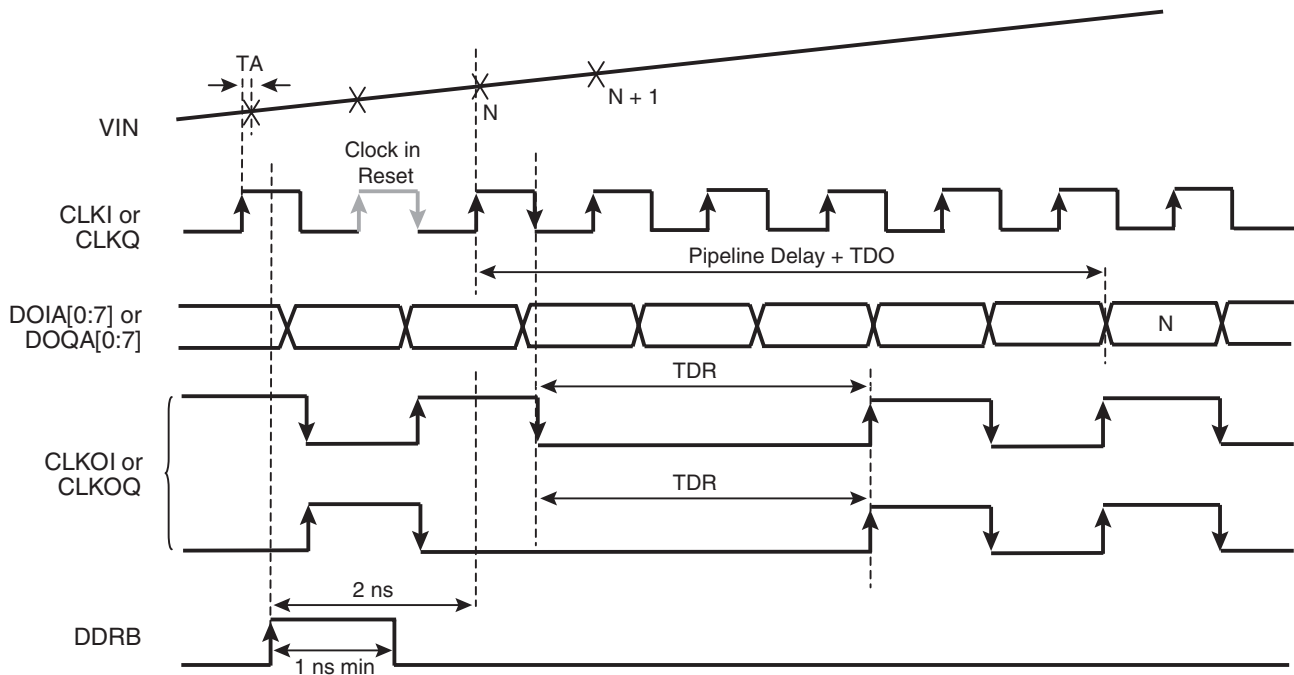 TA
N
N + 1
VIN
Clock in
Reset
CLKI or
CLKQ
Pipeline Delay + TDO
DOIA[0:7] or
DOQA[0:7]
N
TDR
CLKOI or
CLKOQ
TDR
2 ns
DDRB
1 ns min